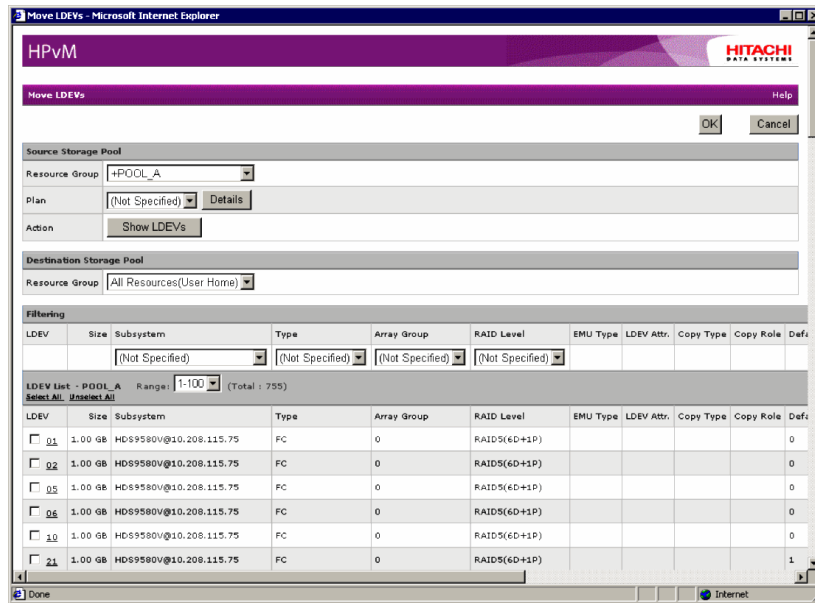 Move LDEVs - Microsoft Internet Explorer
HPvM
HITACHI
DATA SYSTEMS
Move LDEVs Help
OK Cancel
Source Storage Pool
Resource Group +POOL_A
Plan (Not Specified) Details
Action Show LDEVs
Destination Storage Pool
Resource Group All Resources(User Home)
Filtering
LDEV Size Subsystem Type Array Group RAID Level EMU Type LDEV Attr. Copy Type Copy Role Defa
(Not Specified) (Not Specified) (Not Specified) (Not Specified)
LDEV List - POOL_A Range: 1-100 (Total : 755)
Select All Unselect All
LDEV Size Subsystem Type Array Group RAID Level EMU Type LDEV Attr. Copy Type Copy Role Defa
01 1.00 GB HDS9580V@10.208.115.75 FC 0 RAID5(6D+1P) 0
02 1.00 GB HDS9580V@10.208.115.75 FC 0 RAID5(6D+1P) 0
05 1.00 GB HDS9580V@10.208.115.75 FC 0 RAID5(6D+1P) 0
06 1.00 GB HDS9580V@10.208.115.75 FC 0 RAID5(6D+1P) 0
10 1.00 GB HDS9580V@10.208.115.75 FC 0 RAID5(6D+1P) 0
21 1.00 GB HDS9580V@10.208.115.75 FC 0 RAID5(6D+1P) 1
Done Internet